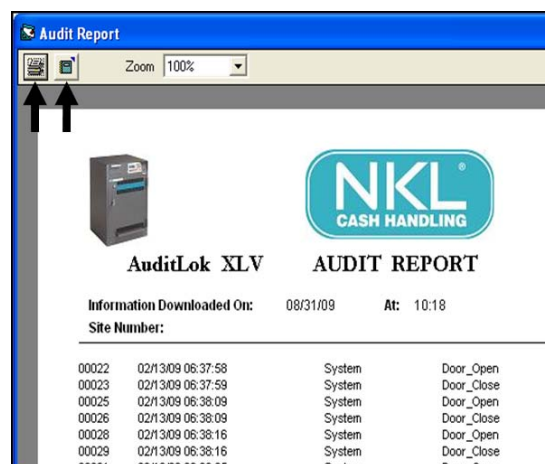 Audit Report
Zoom 100%
NKL®
CASH HANDLING
AuditLok XLV AUDIT REPORT
Information Downloaded On: 08/31/09 At: 10:18
Site Number:
00022 02/13/09 06:37:58 System Door_Open
00023 02/13/09 06:37:59 System Door_Close
00025 02/13/09 06:38:09 System Door_Open
00026 02/13/09 06:38:09 System Door_Close
00028 02/13/09 06:38:16 System Door_Open
00029 02/13/09 06:38:16 System Door_Close